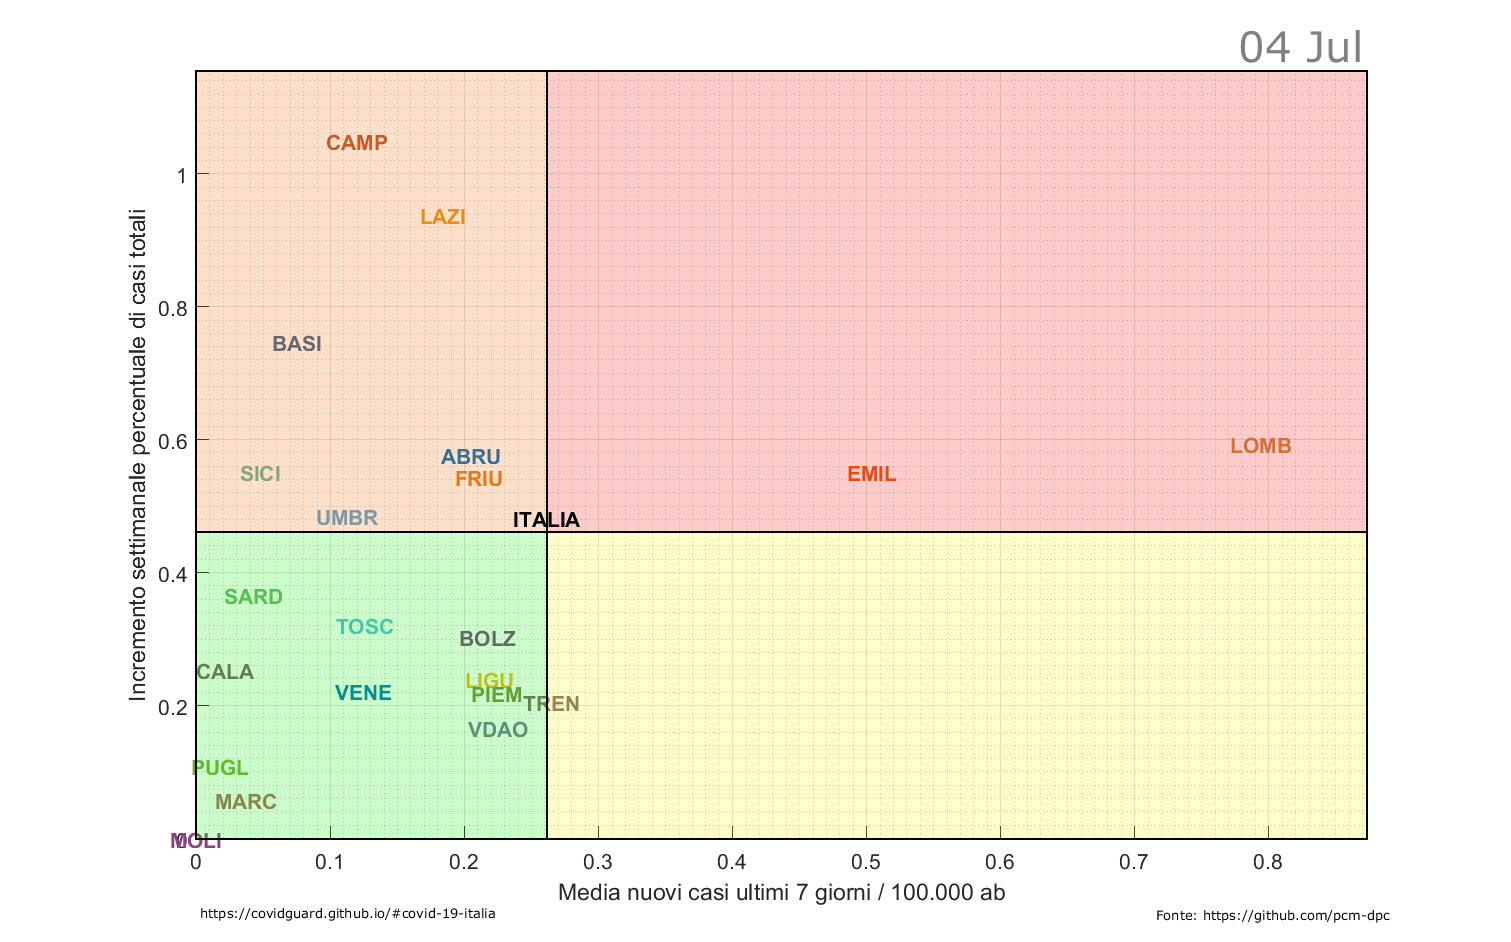 04 Jul
CAMP
1
LAZI
Incremento settimanale percentuale di casi totali
0.8
BASI
0.6
LOMB
ABRU
SICI
EMIL
FRIU
UMBR
ITALIA
0.4
SARD
TOSC
BOLZ
CALA
LIGU
VENE
PIEM
TREN
0.2
VDAO
PUGL
MARC
0
MOLI
0 0.1 0.2 0.3 0.4 0.5 0.6 0.7 0.8
Media nuovi casi ultimi 7 giorni / 100.000 ab
https://covidguard.github.io/#covid-19-italia
Fonte: https://github.com/pcm-dpc